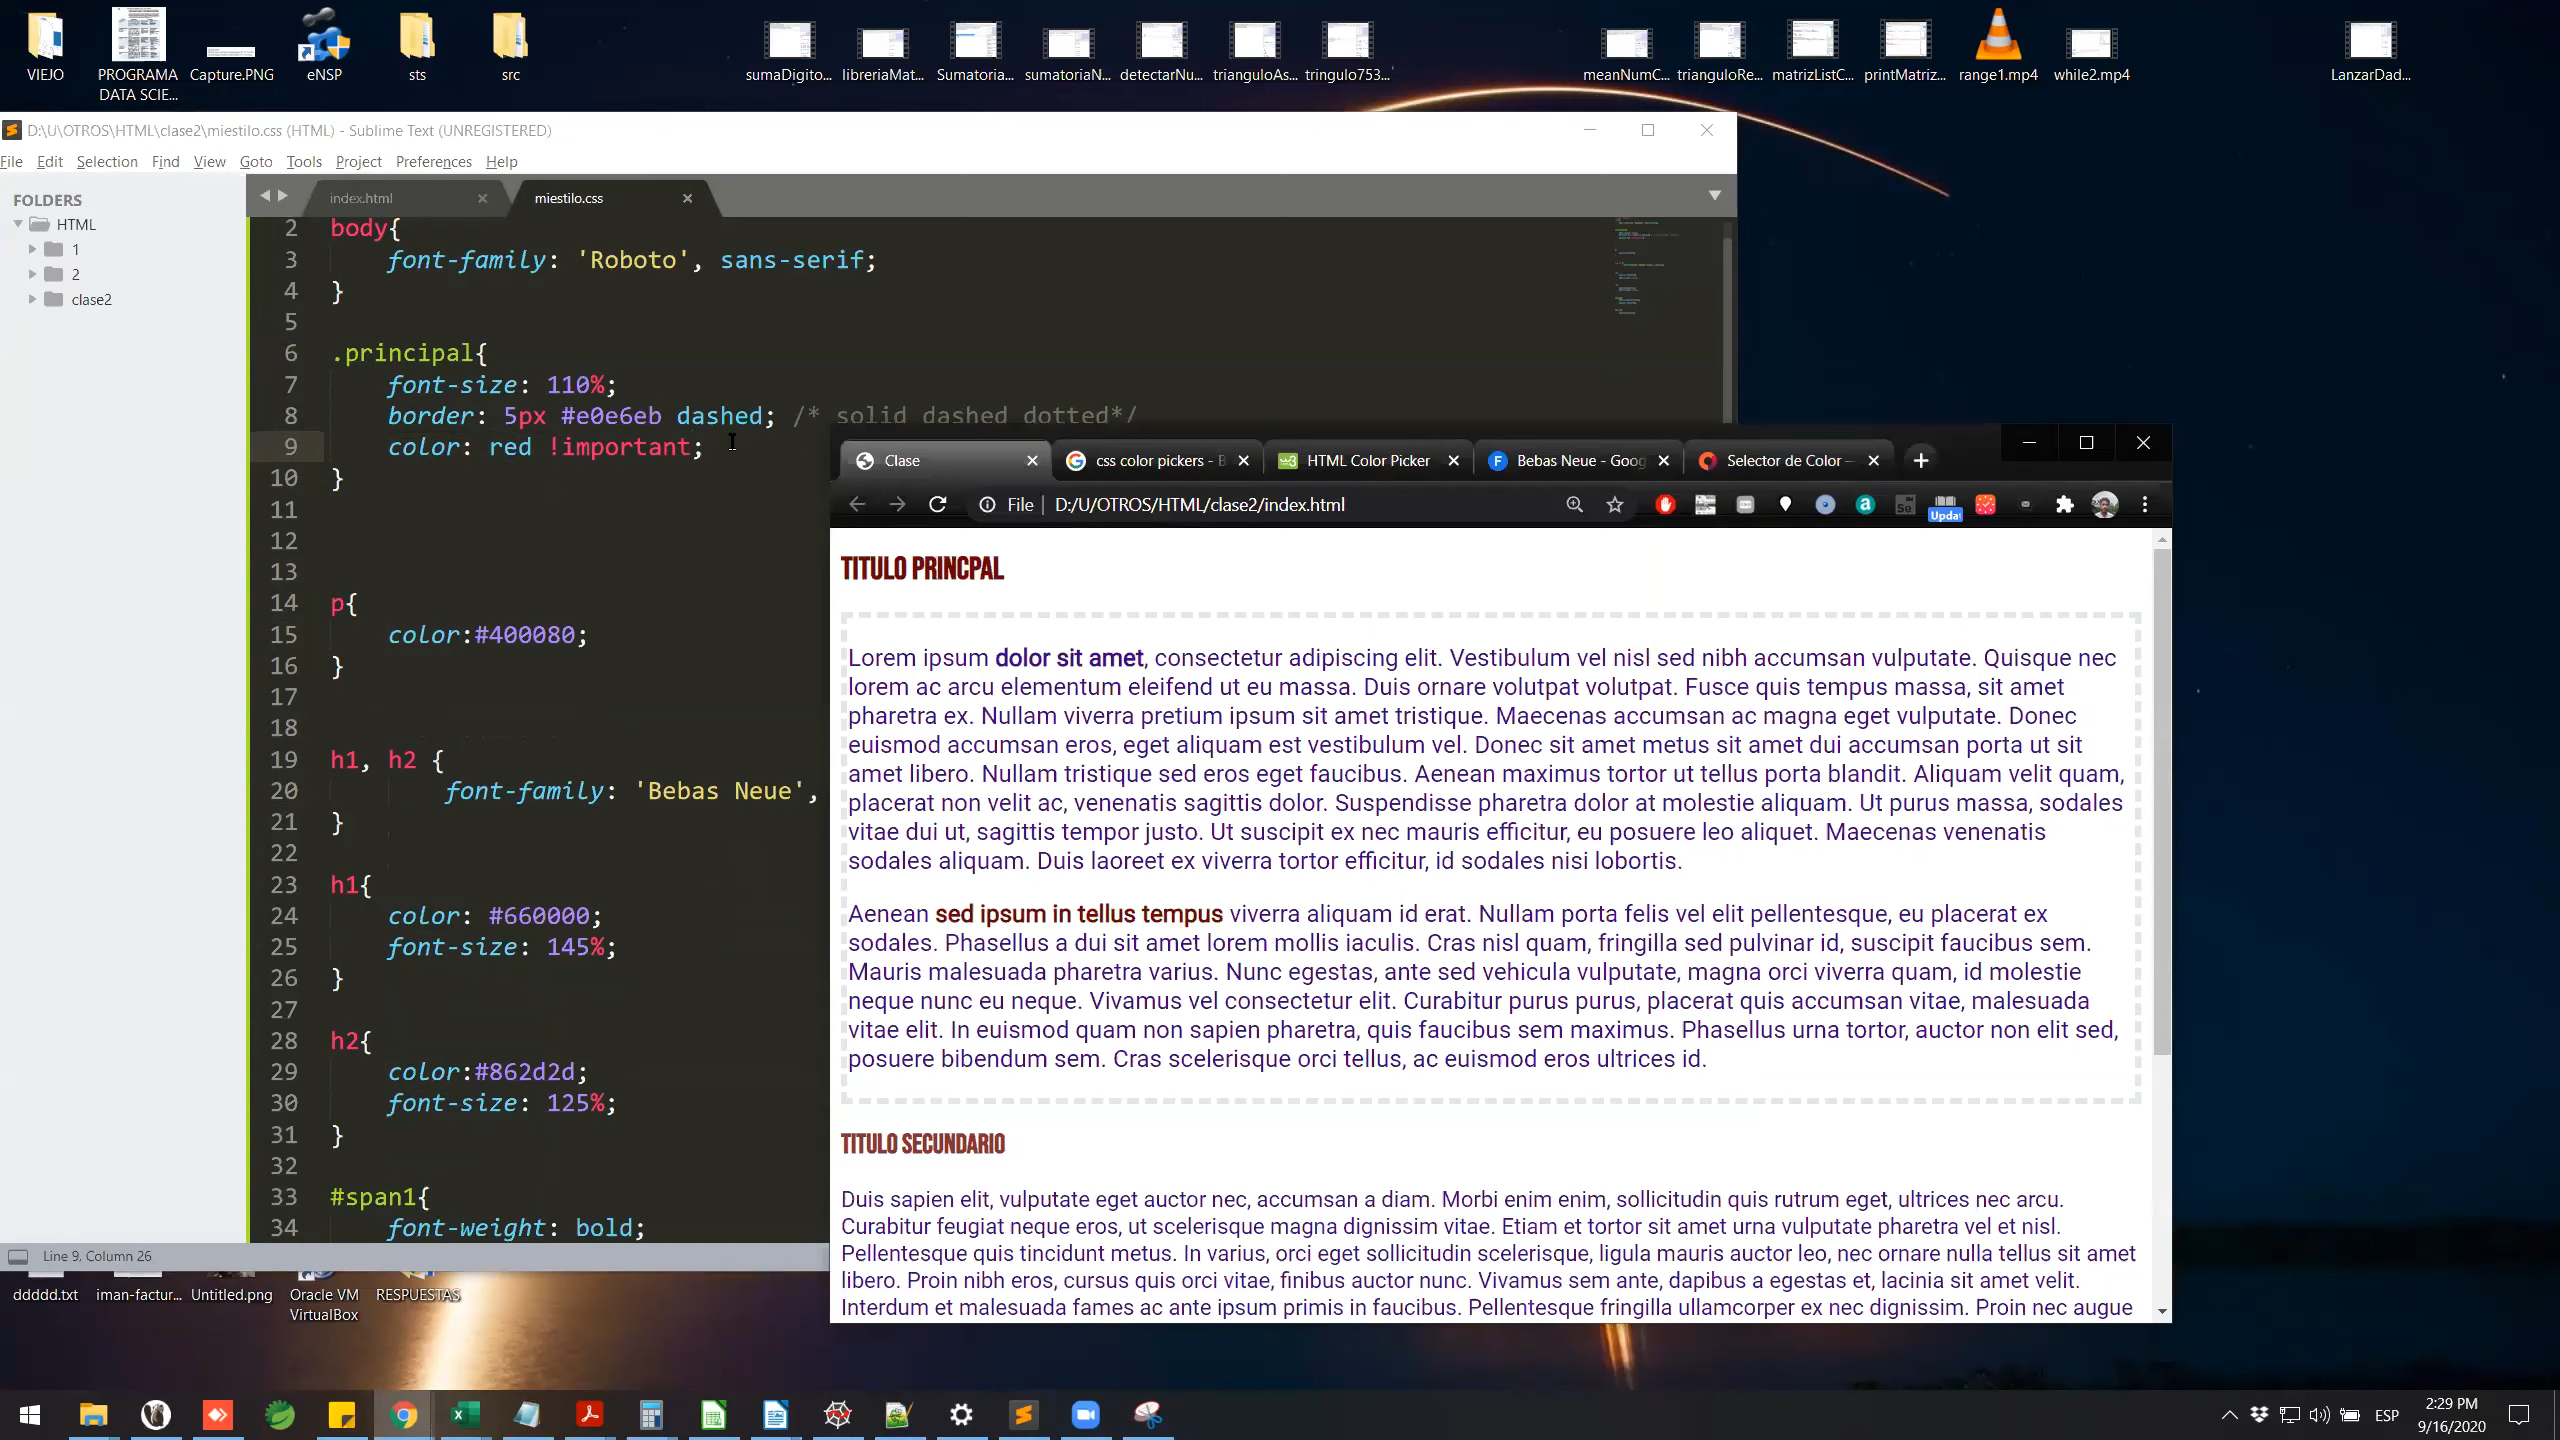 VIEJO
PROGRAMA DATA SCIE...
Capture.PNG
eNSP
sts
src
sumaDigito...
libreriaMat...
Sumatoria...
sumatoriaN...
detectarNu...
trianguloAs...
tringulo753...
meanNumC...
trianguloRe...
matrizListC...
printMatriz...
range1.mp4
while2.mp4
LanzarDad...
D:\U\OTROS\HTML\clase2\miestilo.css (HTML) - Sublime Text (UNREGISTERED)
File Edit Selection Find View Goto Tools Project Preferences Help
FOLDERS
HTML
1
2
clase2
index.html
miestilo.css
2 body{
3 font-family: 'Roboto', sans-serif;
4 }
5
6 .principal{
7 font-size: 110%;
8 border: 5px #e0e6eb dashed; /* solid dashed dotted*/
9 color: red !important;
10 }
11
12
13
14 p{
15 color:#400080;
16 }
17
18
19 h1, h2 {
20 font-family: 'Bebas Neue',
21 }
22
23 h1{
24 color: #660000;
25 font-size: 145%;
26 }
27
28 h2{
29 color:#862d2d;
30 font-size: 125%;
31 }
32
33 #span1{
34 font-weight: bold;
Line 9, Column 26
Clase
css color pickers - B
HTML Color Picker
Bebas Neue - Goog
Selector de Color –
File D:/U/OTROS/HTML/clase2/index.html
Se
Updat
TITULO PRINCPAL
Lorem ipsum dolor sit amet, consectetur adipiscing elit. Vestibulum vel nisl sed nibh accumsan vulputate. Quisque nec
lorem ac arcu elementum eleifend ut eu massa. Duis ornare volutpat volutpat. Fusce quis tempus massa, sit amet
pharetra ex. Nullam viverra pretium ipsum sit amet tristique. Maecenas accumsan ac magna eget vulputate. Donec
euismod accumsan eros, eget aliquam est vestibulum vel. Donec sit amet metus sit amet dui accumsan porta ut sit
amet libero. Nullam tristique sed eros eget faucibus. Aenean maximus tortor ut tellus porta blandit. Aliquam velit quam,
placerat non velit ac, venenatis sagittis dolor. Suspendisse pharetra dolor at molestie aliquam. Ut purus massa, sodales
vitae dui ut, sagittis tempor justo. Ut suscipit ex nec mauris efficitur, eu posuere leo aliquet. Maecenas venenatis
sodales aliquam. Duis laoreet ex viverra tortor efficitur, id sodales nisi lobortis.
Aenean sed ipsum in tellus tempus viverra aliquam id erat. Nullam porta felis vel elit pellentesque, eu placerat ex
sodales. Phasellus a dui sit amet lorem mollis iaculis. Cras nisl quam, fringilla sed pulvinar id, suscipit faucibus sem.
Mauris malesuada pharetra varius. Nunc egestas, ante sed vehicula vulputate, magna orci viverra quam, id molestie
neque nunc eu neque. Vivamus vel consectetur elit. Curabitur purus purus, placerat quis accumsan vitae, malesuada
vitae elit. In euismod quam non sapien pharetra, quis faucibus sem maximus. Phasellus urna tortor, auctor non elit sed,
posuere bibendum sem. Cras scelerisque orci tellus, ac euismod eros ultrices id.
TITULO SECUNDARIO
Duis sapien elit, vulputate eget auctor nec, accumsan a diam. Morbi enim enim, sollicitudin quis rutrum eget, ultrices nec arcu.
Curabitur feugiat neque eros, ut scelerisque magna dignissim vitae. Etiam et tortor sit amet urna vulputate pharetra vel et nisl.
Pellentesque quis tincidunt metus. In varius, orci eget sollicitudin scelerisque, ligula mauris auctor leo, nec ornare nulla tellus sit amet
libero. Proin nibh eros, cursus quis orci vitae, finibus auctor nunc. Vivamus sem ante, dapibus a egestas et, lacinia sit amet velit.
Interdum et malesuada fames ac ante ipsum primis in faucibus. Pellentesque fringilla ullamcorper ex nec dignissim. Proin nec augue
ddddd.txt
iman-factur...
Untitled.png
Oracle VM VirtualBox
RESPUESTAS
ESP
2:29 PM
9/16/2020